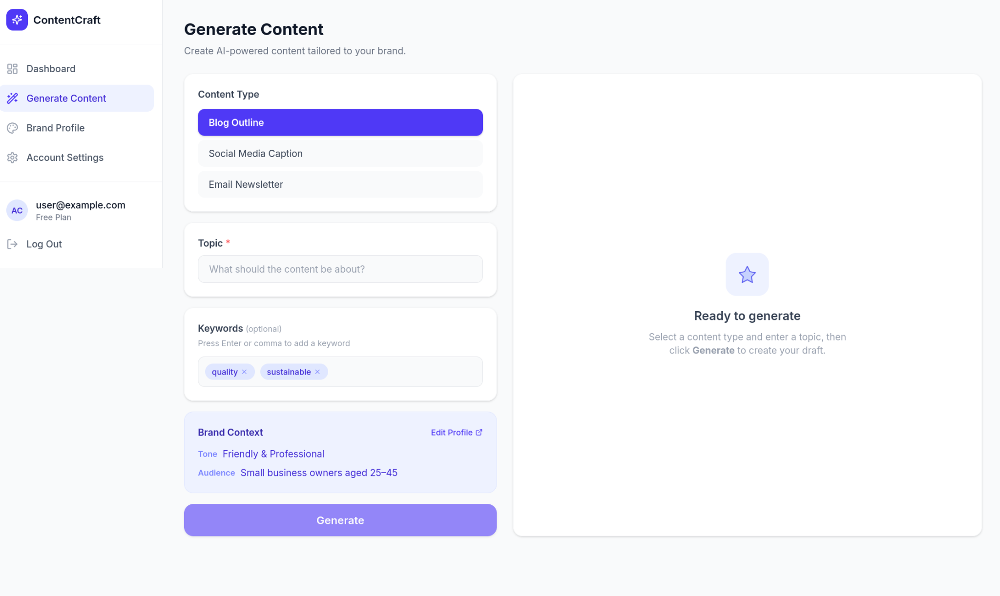 ContentCraft
Dashboard
Generate Content
Brand Profile
Account Settings
AC
user@example.com
Free Plan
Log Out
Generate Content
Create AI-powered content tailored to your brand.
Content Type
Blog Outline
Social Media Caption
Email Newsletter
Topic *
What should the content be about?
Keywords (optional)
Press Enter or comma to add a keyword
quality × sustainable ×
Brand Context Edit Profile
Tone Friendly & Professional
Audience Small business owners aged 25–45
Generate
Ready to generate
Select a content type and enter a topic, then
click Generate to create your draft.